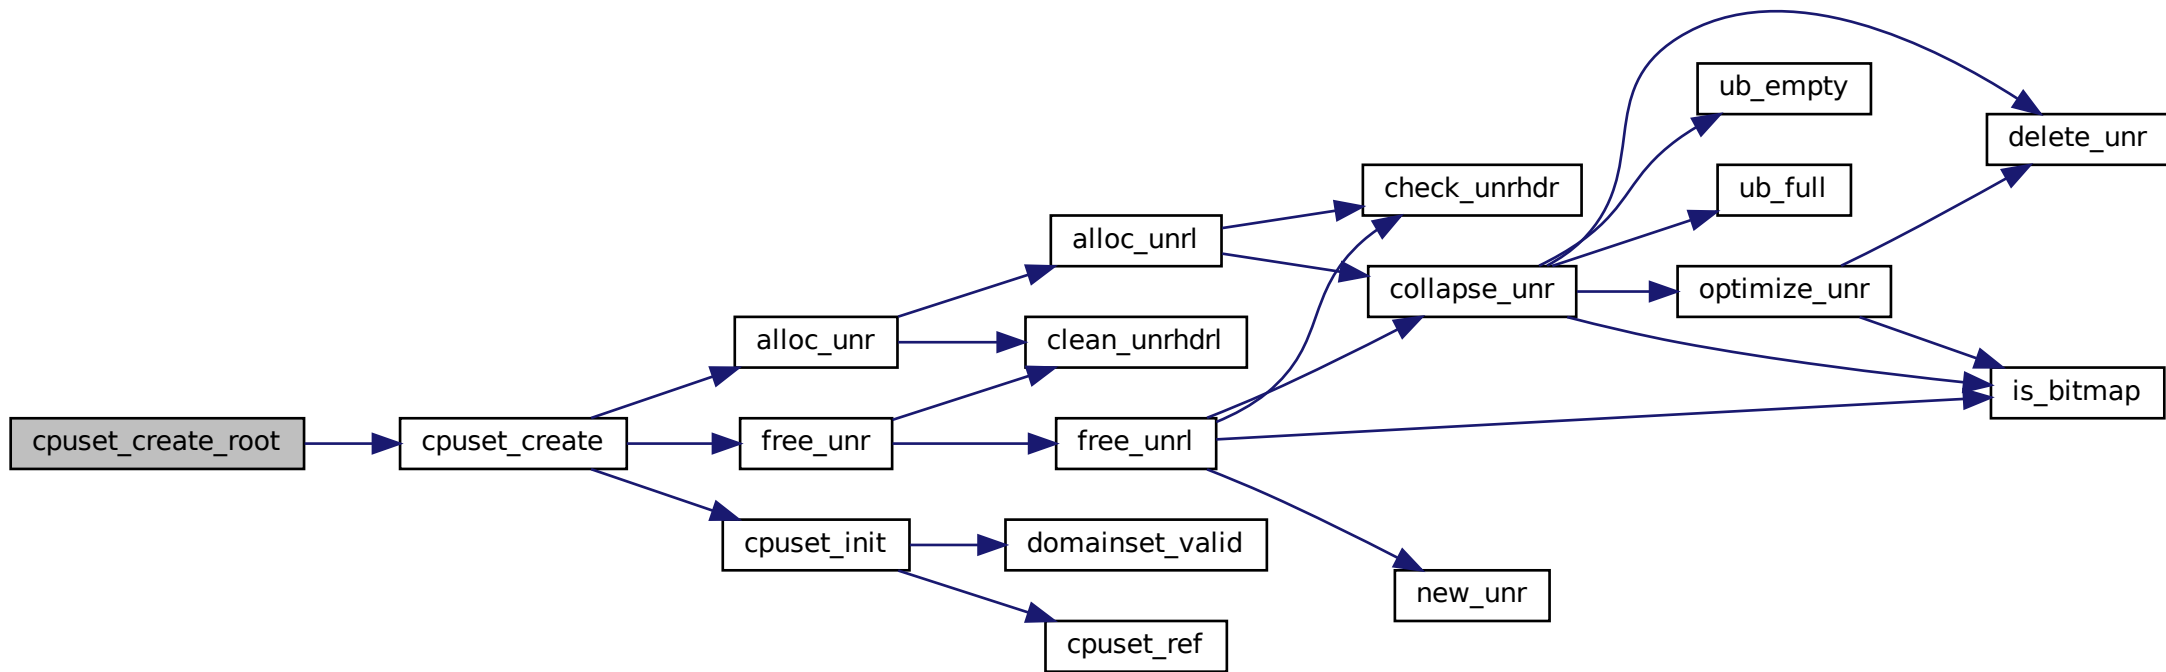 cpuset_create_root
cpuset_create
alloc_unr
free_unr
cpuset_init
alloc_unrl
clean_unrhdrl
free_unrl
domainset_valid
cpuset_ref
check_unrhdr
collapse_unr
new_unr
ub_empty
ub_full
optimize_unr
delete_unr
is_bitmap